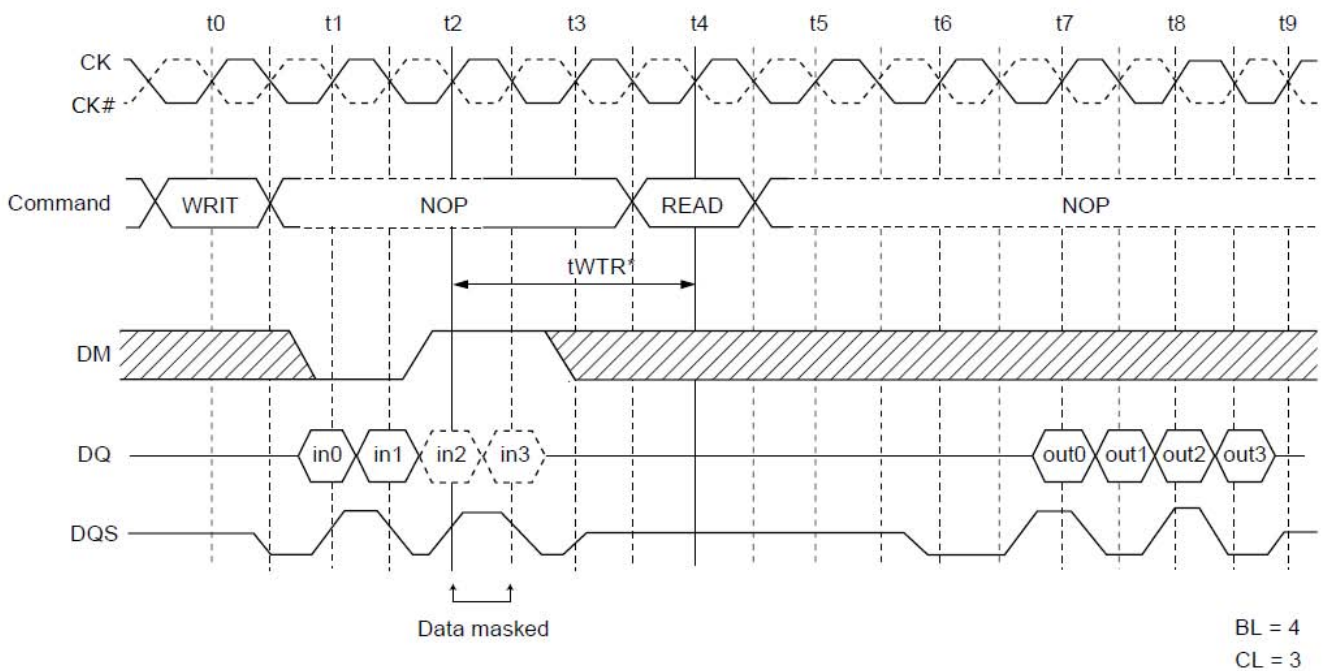 t0 t1 t2 t3 t4 t5 t6 t7 t8 t9
CK
CK#
Command WRIT NOP READ NOP
tWTR*
DM
DQ in0 in1 in2 in3 out0 out1 out2 out3
DQS
Data masked
BL = 4
CL = 3